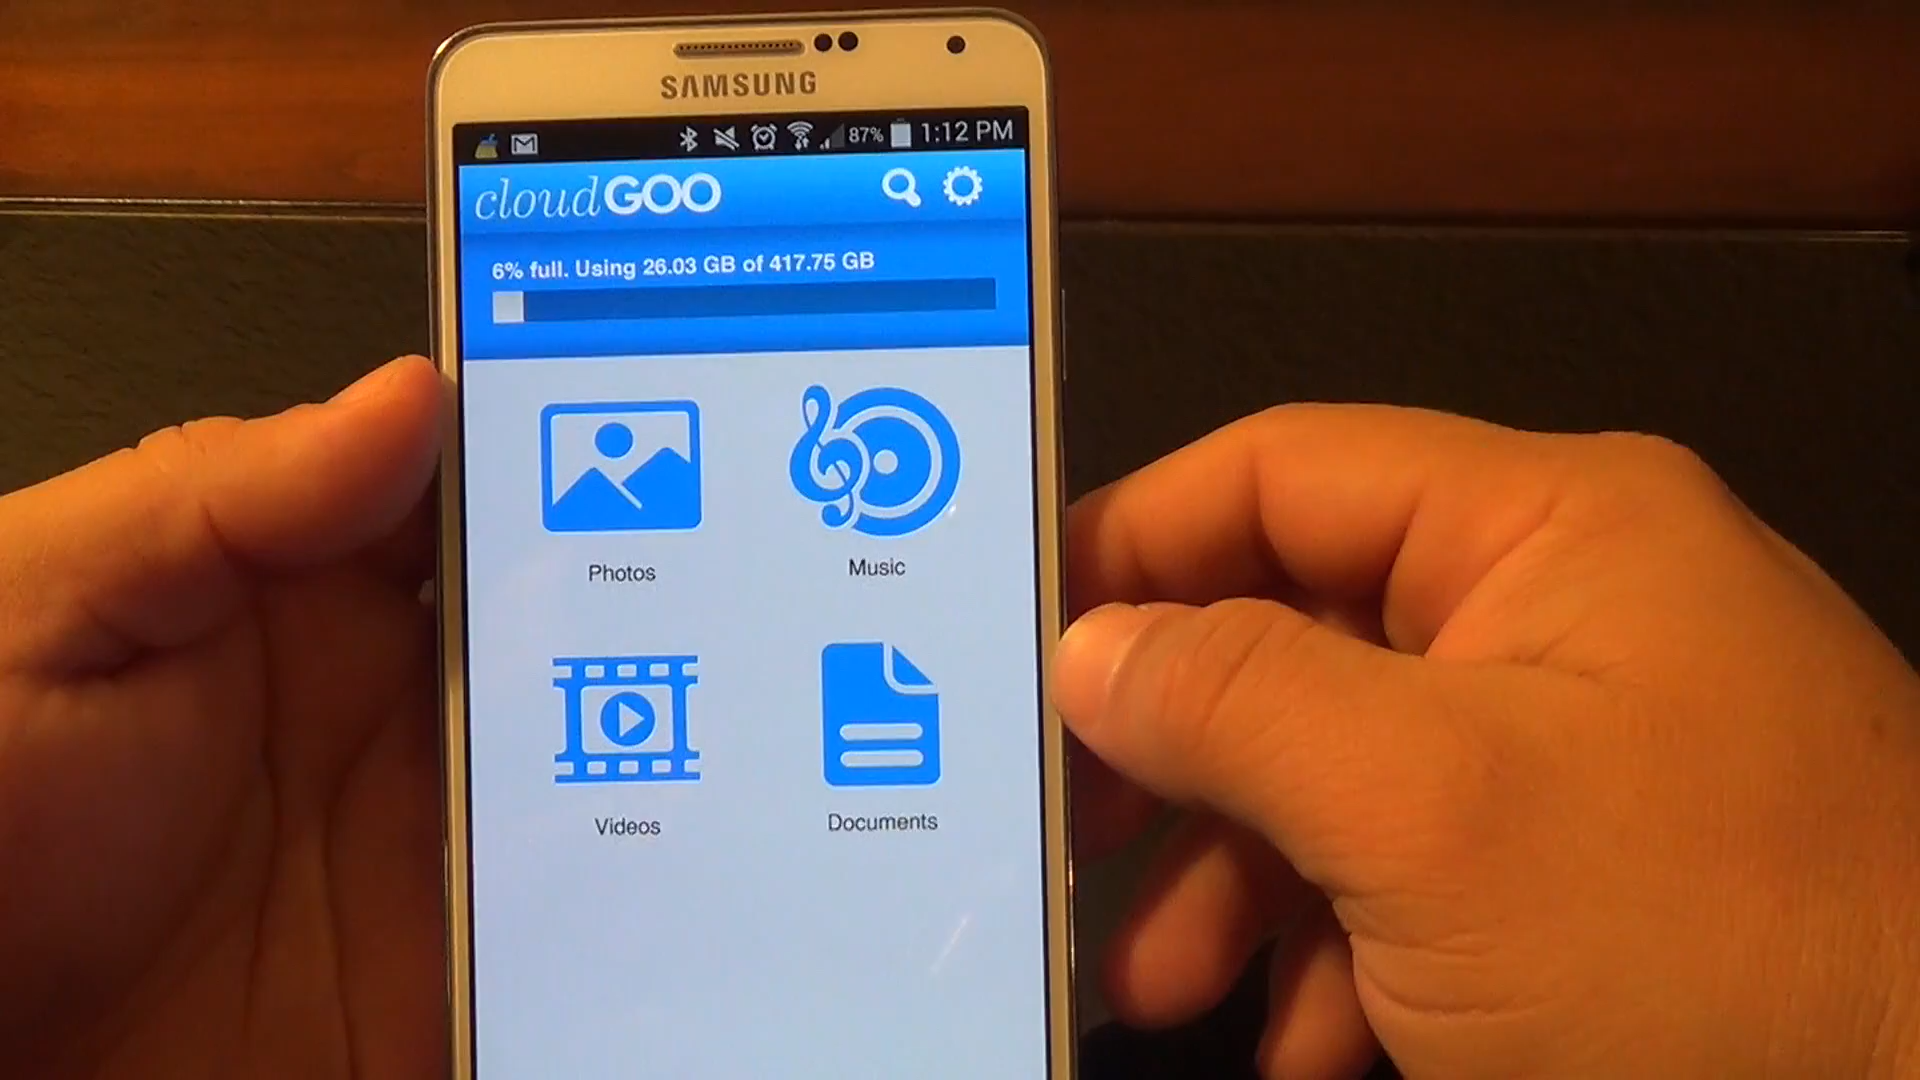 SAMSUNG
87% 1:12 PM
cloudGOO
6% full. Using 26.03 GB of 417.75 GB
Photos
Music
Videos
Documents